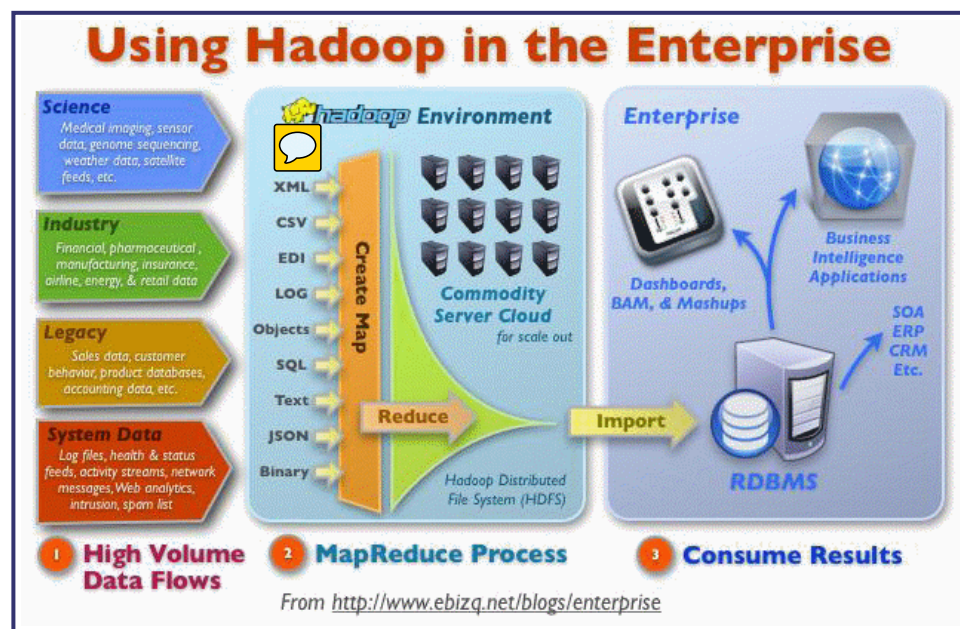 Using Hadoop in the Enterprise
Science
Medical imaging, sensor
data, genome sequencing,
weather data, satellite
feeds, etc.
Industry
Financial, pharmaceutical,
manufacturing, insurance,
airline, energy, & retail data
Legacy
Sales data, customer
behavior, product databases,
accounting data, etc.
System Data
Log files, health & status
feeds, activity streams, network
messages, Web analytics,
intrusion, spam list
1 High Volume
Data Flows
hadoop Environment
XML
CSV
EDI
LOG
Objects
SQL
Text
JSON
Binary
Create Map
Reduce
Commodity
Server Cloud
for scale out
Hadoop Distributed
File System (HDFS)
2 MapReduce Process
Import
Enterprise
Dashboards,
BAM, & Mashups
Business
Intelligence
Applications
SOA
ERP
CRM
Etc.
RDBMS
3 Consume Results
From http://www.ebizq.net/blogs/enterprise